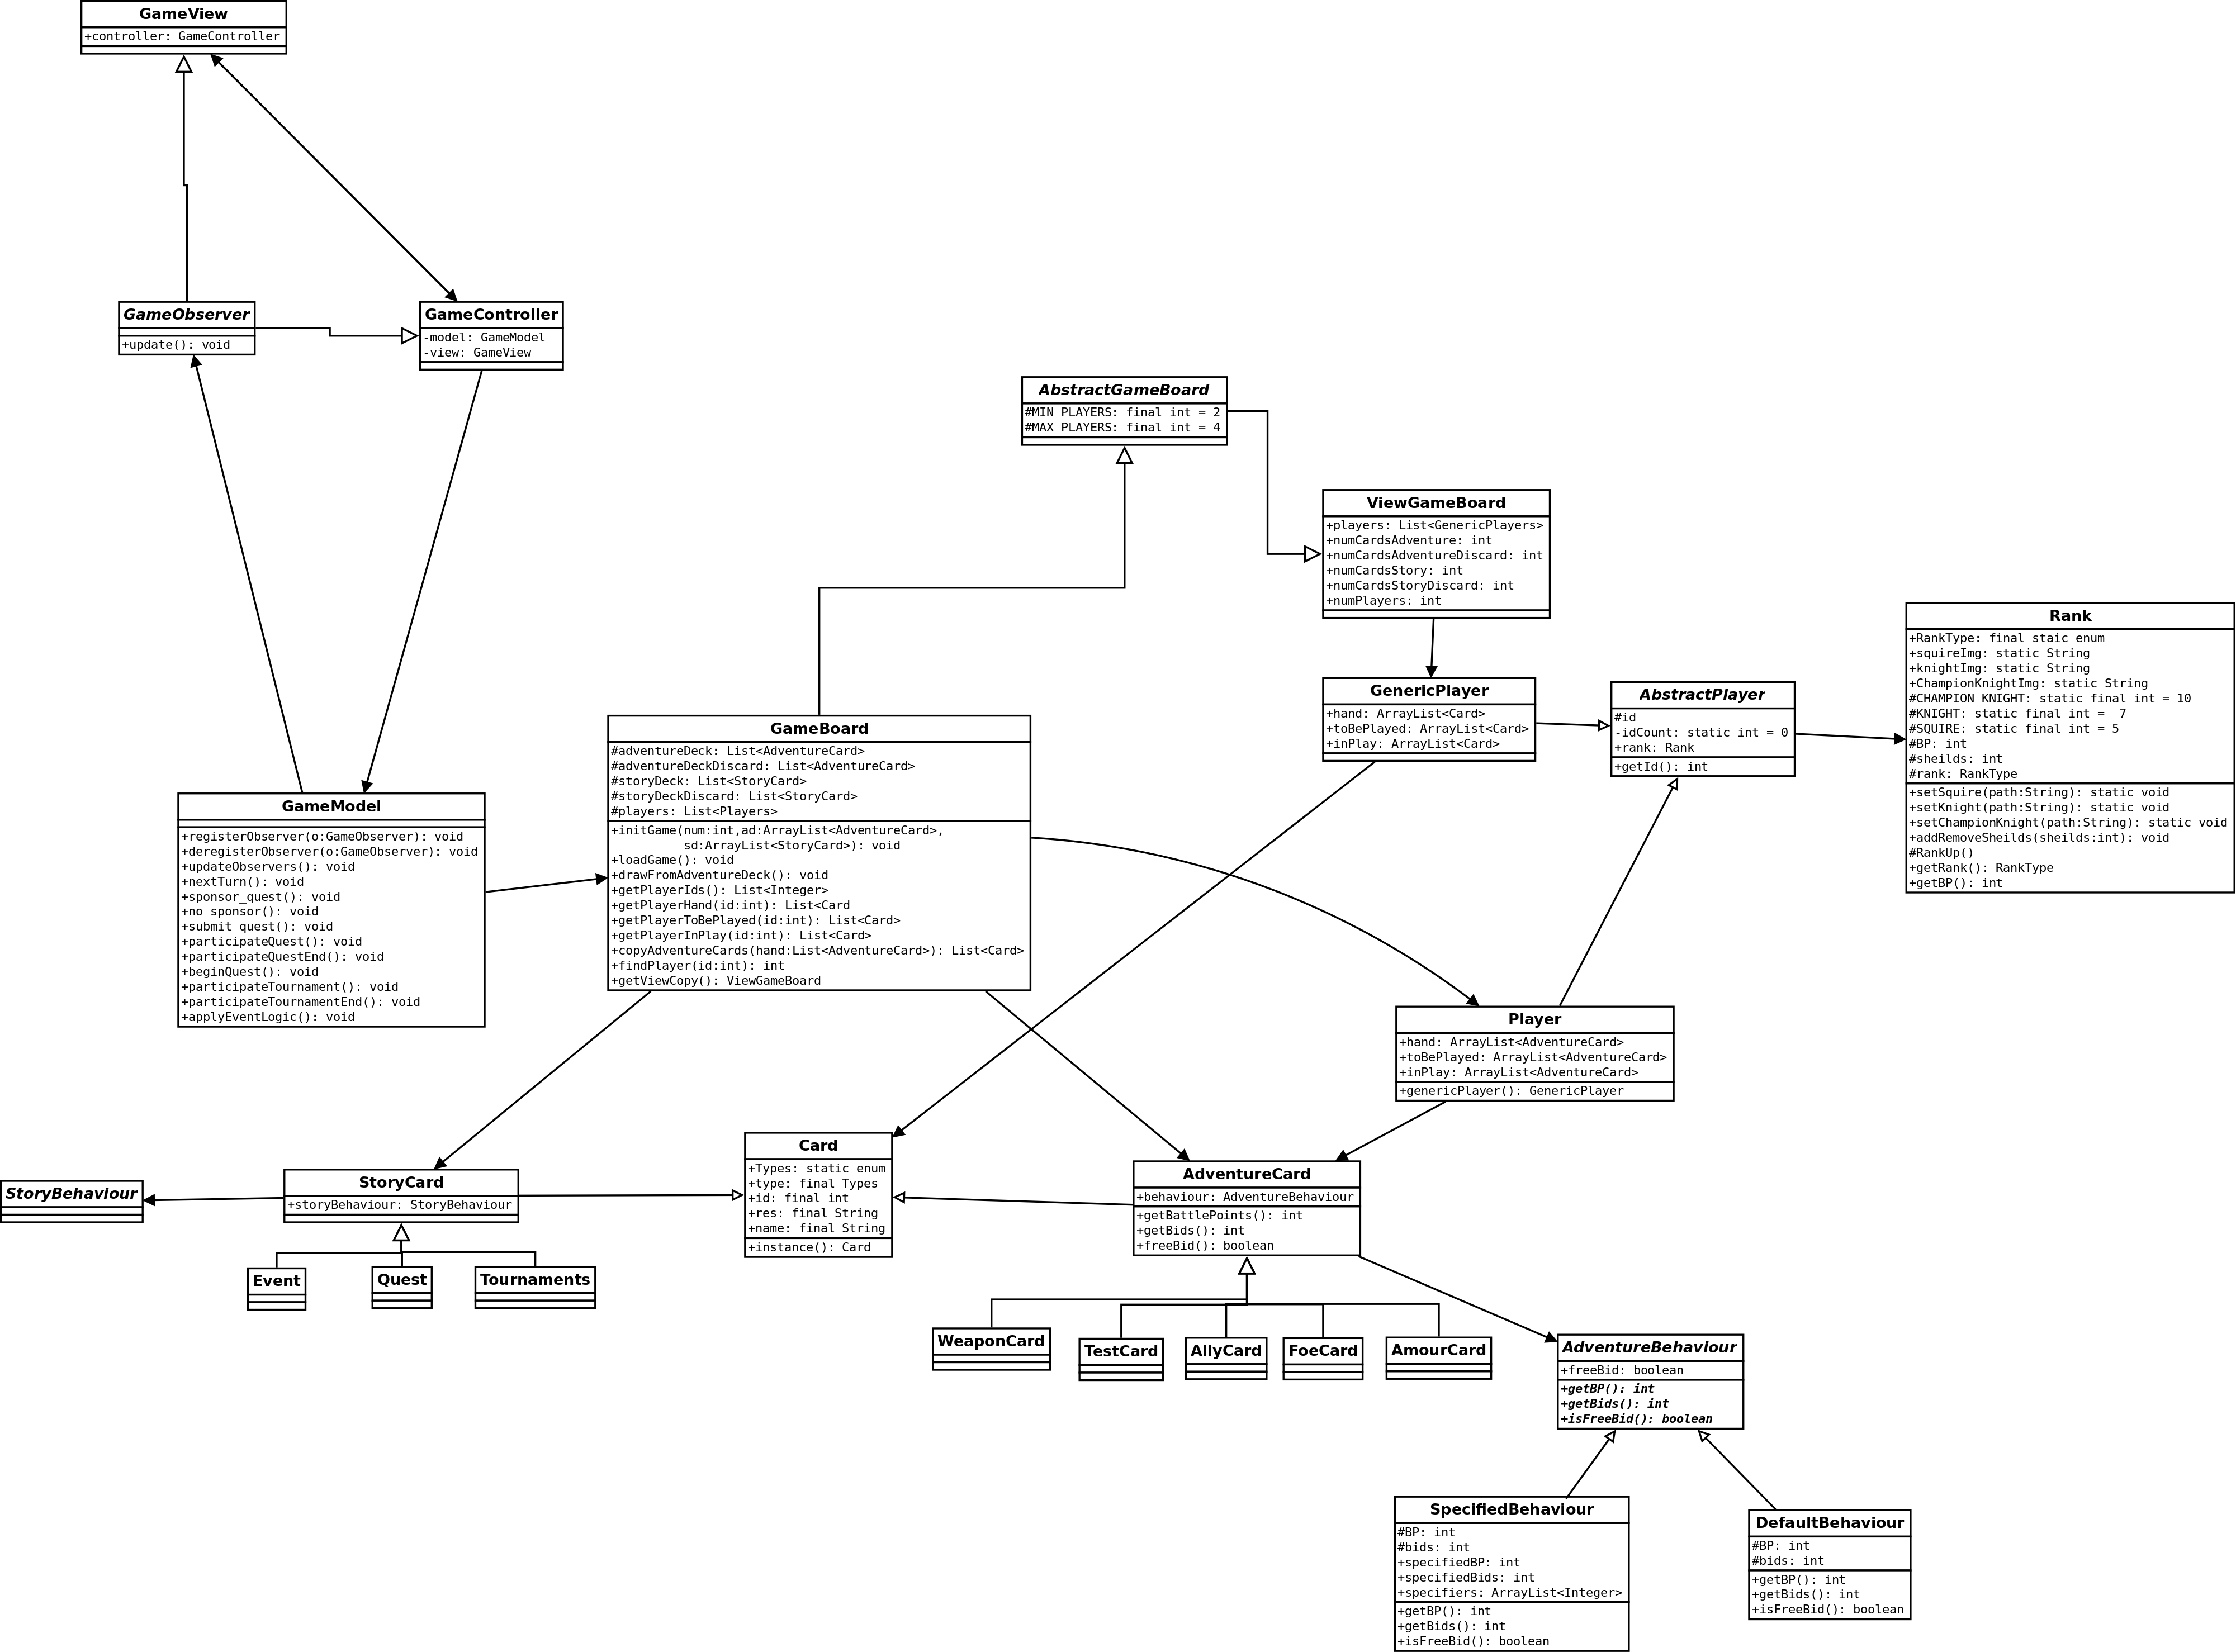 GameView
+controller: GameController
GameObserver
+update(): void
GameController
-model: GameModel
-view: GameView
AbstractGameBoard
#MIN_PLAYERS: final int = 2
#MAX_PLAYERS: final int = 4
ViewGameBoard
+players: List<GenericPlayers>
+numCardsAdventure: int
+numCardsAdventureDiscard: int
+numCardsStory: int
+numCardsStoryDiscard: int
+numPlayers: int
Rank
+RankType: final staic enum
+squireImg: static String
+knightImg: static String
+ChampionKnightImg: static String
#CHAMPION_KNIGHT: static final int = 10
#KNIGHT: static final int =  7
#SQUIRE: static final int = 5
#BP: int
#sheilds: int
#rank: RankType
+setSquire(path:String): static void
+setKnight(path:String): static void
+setChampionKnight(path:String): static void
+addRemoveSheilds(sheilds:int): void
#RankUp()
+getRank(): RankType
+getBP(): int
GenericPlayer
+hand: ArrayList<Card>
+toBePlayed: ArrayList<Card>
+inPlay: ArrayList<Card>
AbstractPlayer
#id
-idCount: static int = 0
+rank: Rank
+getId(): int
GameBoard
#adventureDeck: List<AdventureCard>
#adventureDeckDiscard: List<AdventureCard>
#storyDeck: List<StoryCard>
#storyDeckDiscard: List<StoryCard>
#players: List<Players>
+initGame(num:int,ad:ArrayList<AdventureCard>,
sd:ArrayList<StoryCard>): void
+loadGame(): void
+drawFromAdventureDeck(): void
+getPlayerIds(): List<Integer>
+getPlayerHand(id:int): List<Card
+getPlayerToBePlayed(id:int): List<Card>
+getPlayerInPlay(id:int): List<Card>
+copyAdventureCards(hand:List<AdventureCard>): List<Card>
+findPlayer(id:int): int
+getViewCopy(): ViewGameBoard
GameModel
+registerObserver(o:GameObserver): void
+deregisterObserver(o:GameObserver): void
+updateObservers(): void
+nextTurn(): void
+sponsor_quest(): void
+no_sponsor(): void
+submit_quest(): void
+participateQuest(): void
+participateQuestEnd(): void
+beginQuest(): void
+participateTournament(): void
+participateTournamentEnd(): void
+applyEventLogic(): void
Player
+hand: ArrayList<AdventureCard>
+toBePlayed: ArrayList<AdventureCard>
+inPlay: ArrayList<AdventureCard>
+genericPlayer(): GenericPlayer
StoryBehaviour
StoryCard
+storyBehaviour: StoryBehaviour
Card
+Types: static enum
+type: final Types
+id: final int
+res: final String
+name: final String
+instance(): Card
AdventureCard
+behaviour: AdventureBehaviour
+getBattlePoints(): int
+getBids(): int
+freeBid(): boolean
Event
Quest
Tournaments
WeaponCard
TestCard
AllyCard
FoeCard
AmourCard
AdventureBehaviour
+freeBid: boolean
+getBP(): int
+getBids(): int
+isFreeBid(): boolean
SpecifiedBehaviour
#BP: int
#bids: int
+specifiedBP: int
+specifiedBids: int
+specifiers: ArrayList<Integer>
+getBP(): int
+getBids(): int
+isFreeBid(): boolean
DefaultBehaviour
#BP: int
#bids: int
+getBP(): int
+getBids(): int
+isFreeBid(): boolean